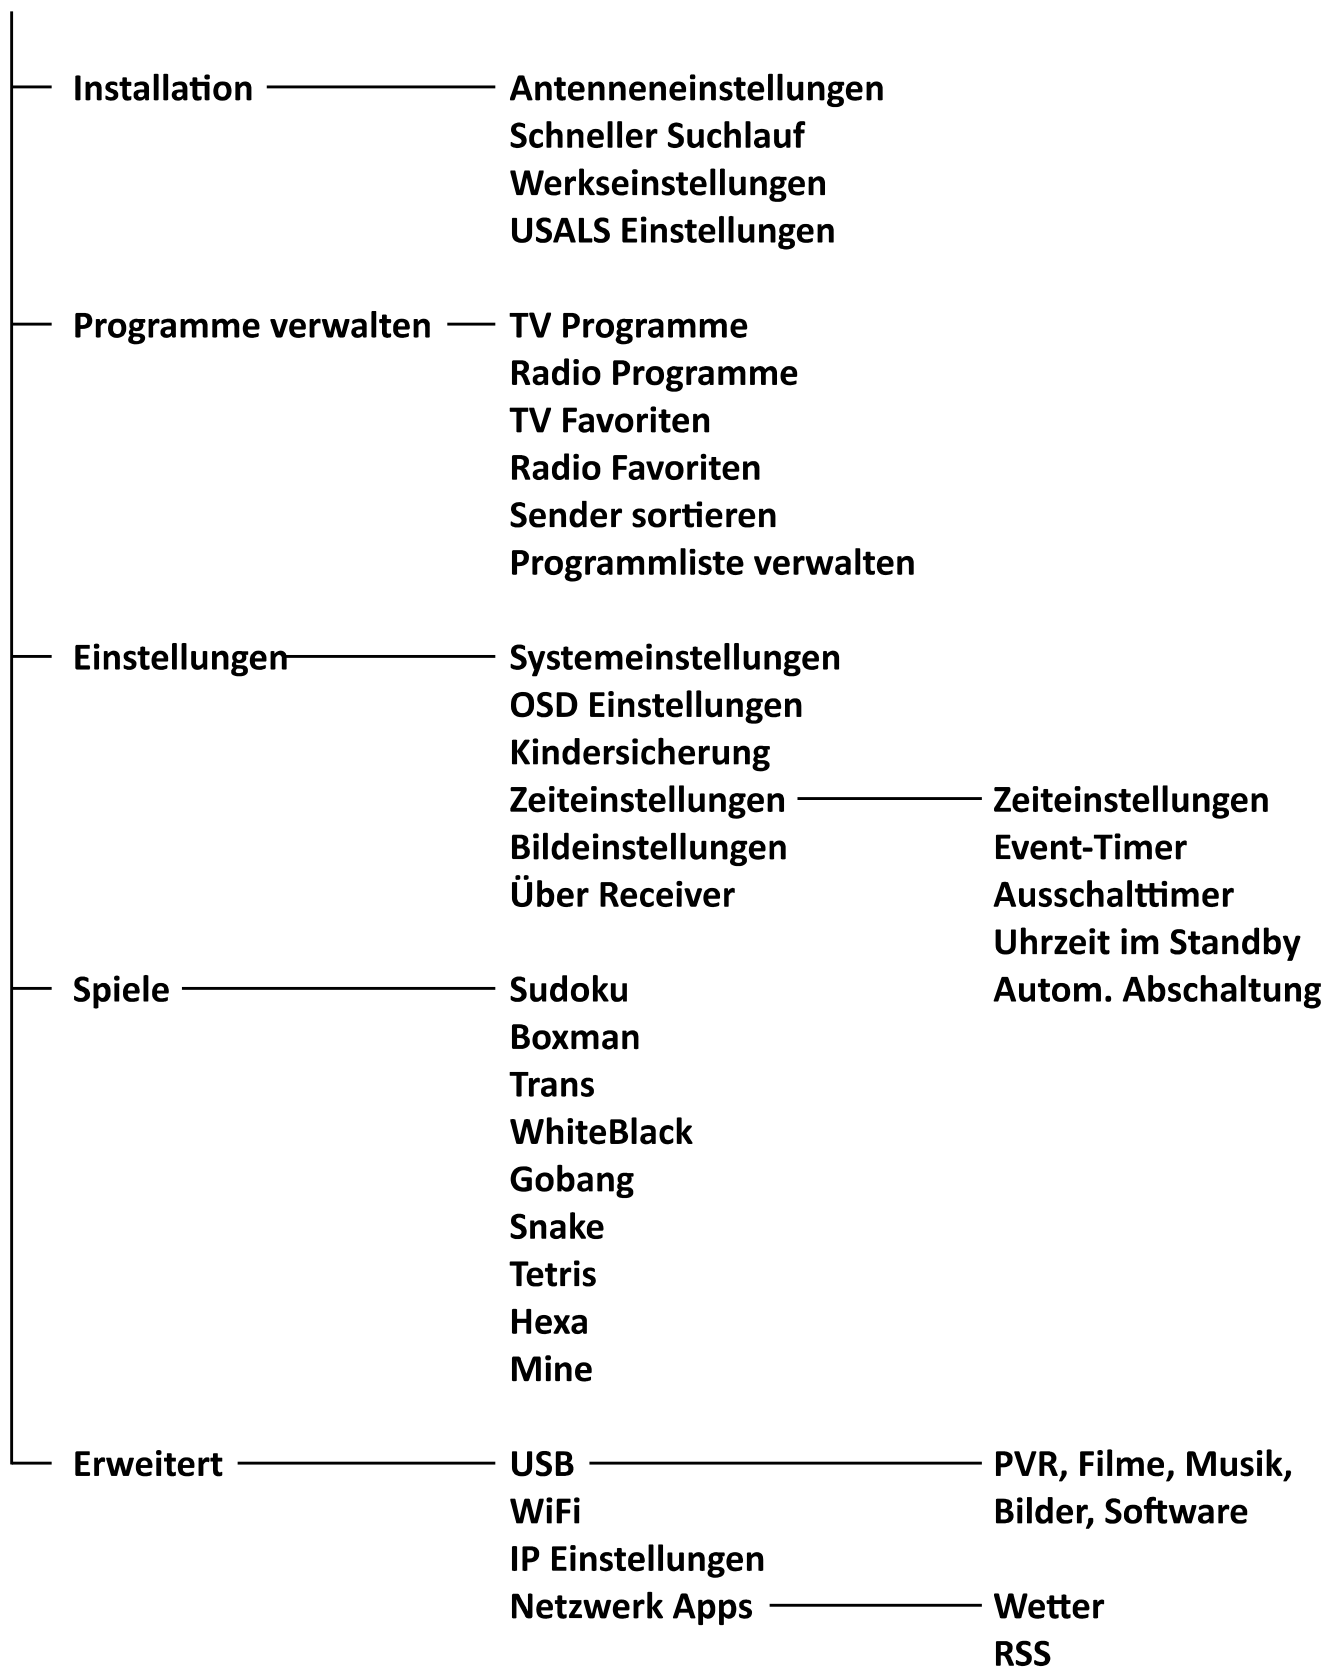 Installation Antenneneinstellungen
Schneller Suchlauf
Werkseinstellungen
USALS Einstellungen
Programme verwalten TV Programme
Radio Programme
TV Favoriten
Radio Favoriten
Sender sortieren
Programmliste verwalten
Einstellungen Systemeinstellungen
OSD Einstellungen
Kindersicherung
Zeiteinstellungen Zeiteinstellungen
Bildeinstellungen Event-Timer
Über Receiver Ausschalttimer
Uhrzeit im Standby
Spiele Sudoku Autom. Abschaltung
Boxman
Trans
WhiteBlack
Gobang
Snake
Tetris
Hexa
Mine
Erweitert USB PVR, Filme, Musik,
WiFi Bilder, Software
IP Einstellungen
Netzwerk Apps Wetter
RSS